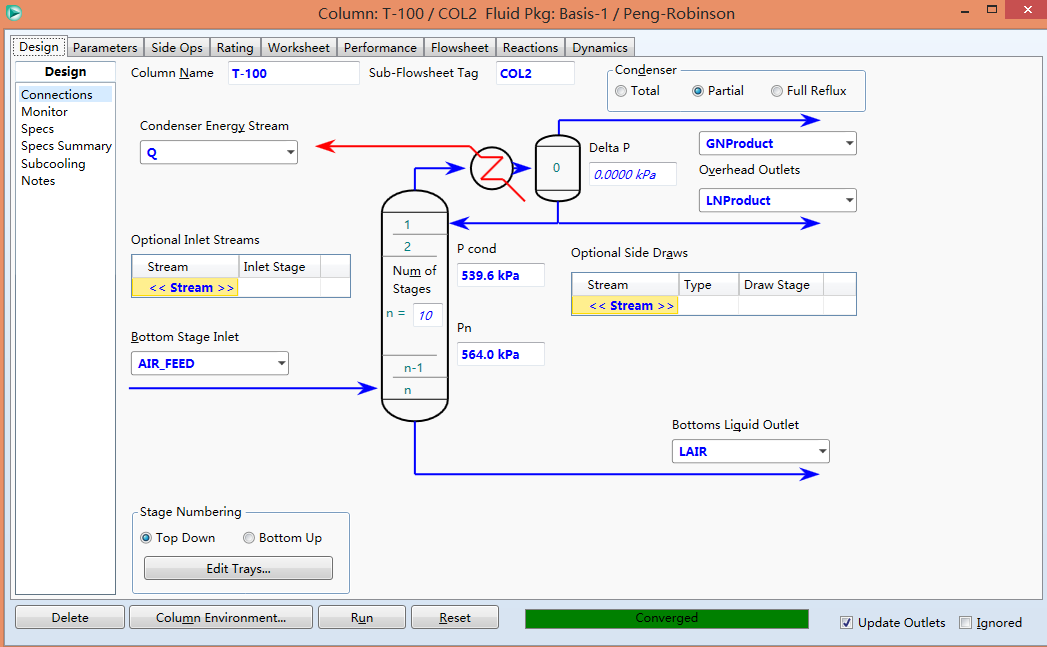 Column: T-100 / COL2 Fluid Pkg: Basis-1 / Peng-Robinson
Design Parameters Side Ops Rating Worksheet Performance Flowsheet Reactions Dynamics
Design
Connections
Monitor
Specs
Specs Summary
Subcooling
Notes
Column Name T-100 Sub-Flowsheet Tag COL2
Condenser
Total Partial Full Reflux
Condenser Energy Stream
Q
0
Delta P
0.0000 kPa
GNProduct
Overhead Outlets
LNProduct
Optional Inlet Streams
Stream Inlet Stage
<< Stream >>
1
2
Num of
Stages
n = 10
n-1
n
P cond
539.6 kPa
Pn
564.0 kPa
Optional Side Draws
Stream Type Draw Stage
<< Stream >>
Bottom Stage Inlet
AIR_FEED
Bottoms Liquid Outlet
LAIR
Stage Numbering
Top Down Bottom Up
Edit Trays...
Delete Column Environment... Run Reset Converged Update Outlets Ignored